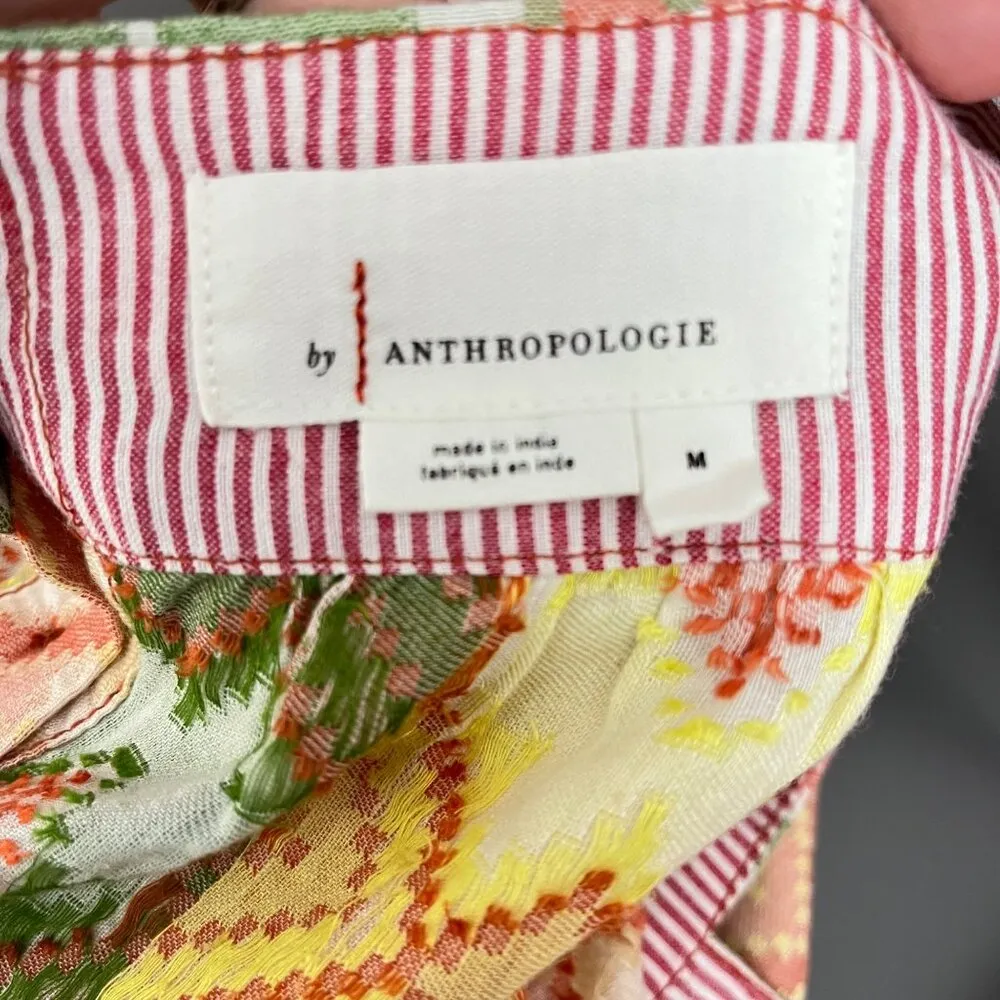 by ANTHROPOLOGIE
made in india
fabriqué en inde
M